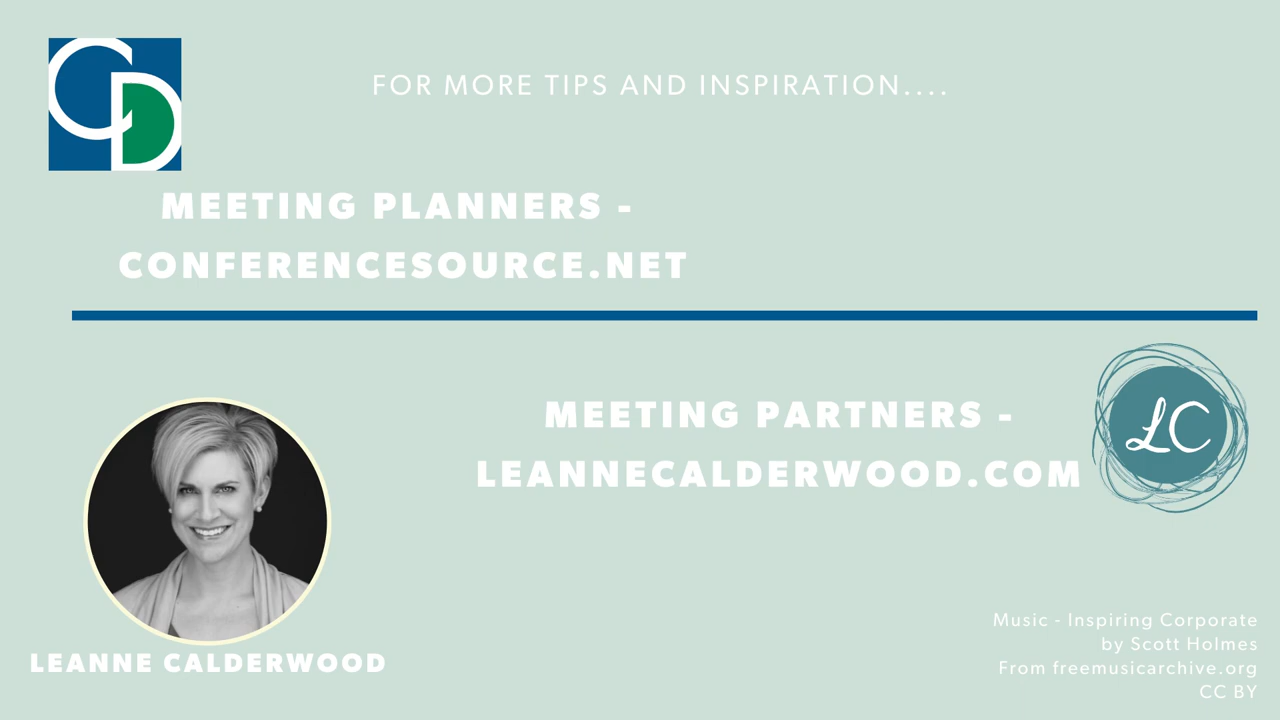 CD
FOR MORE TIPS AND INSPIRATION....
MEETING PLANNERS -
CONFERENCESOURCE.NET
MEETING PARTNERS -
LEANNECALDERWOOD.COM
LC
LEANNE CALDERWOOD
Music - Inspiring Corporate
by Scott Holmes
From freemusicarchive.org
CC BY